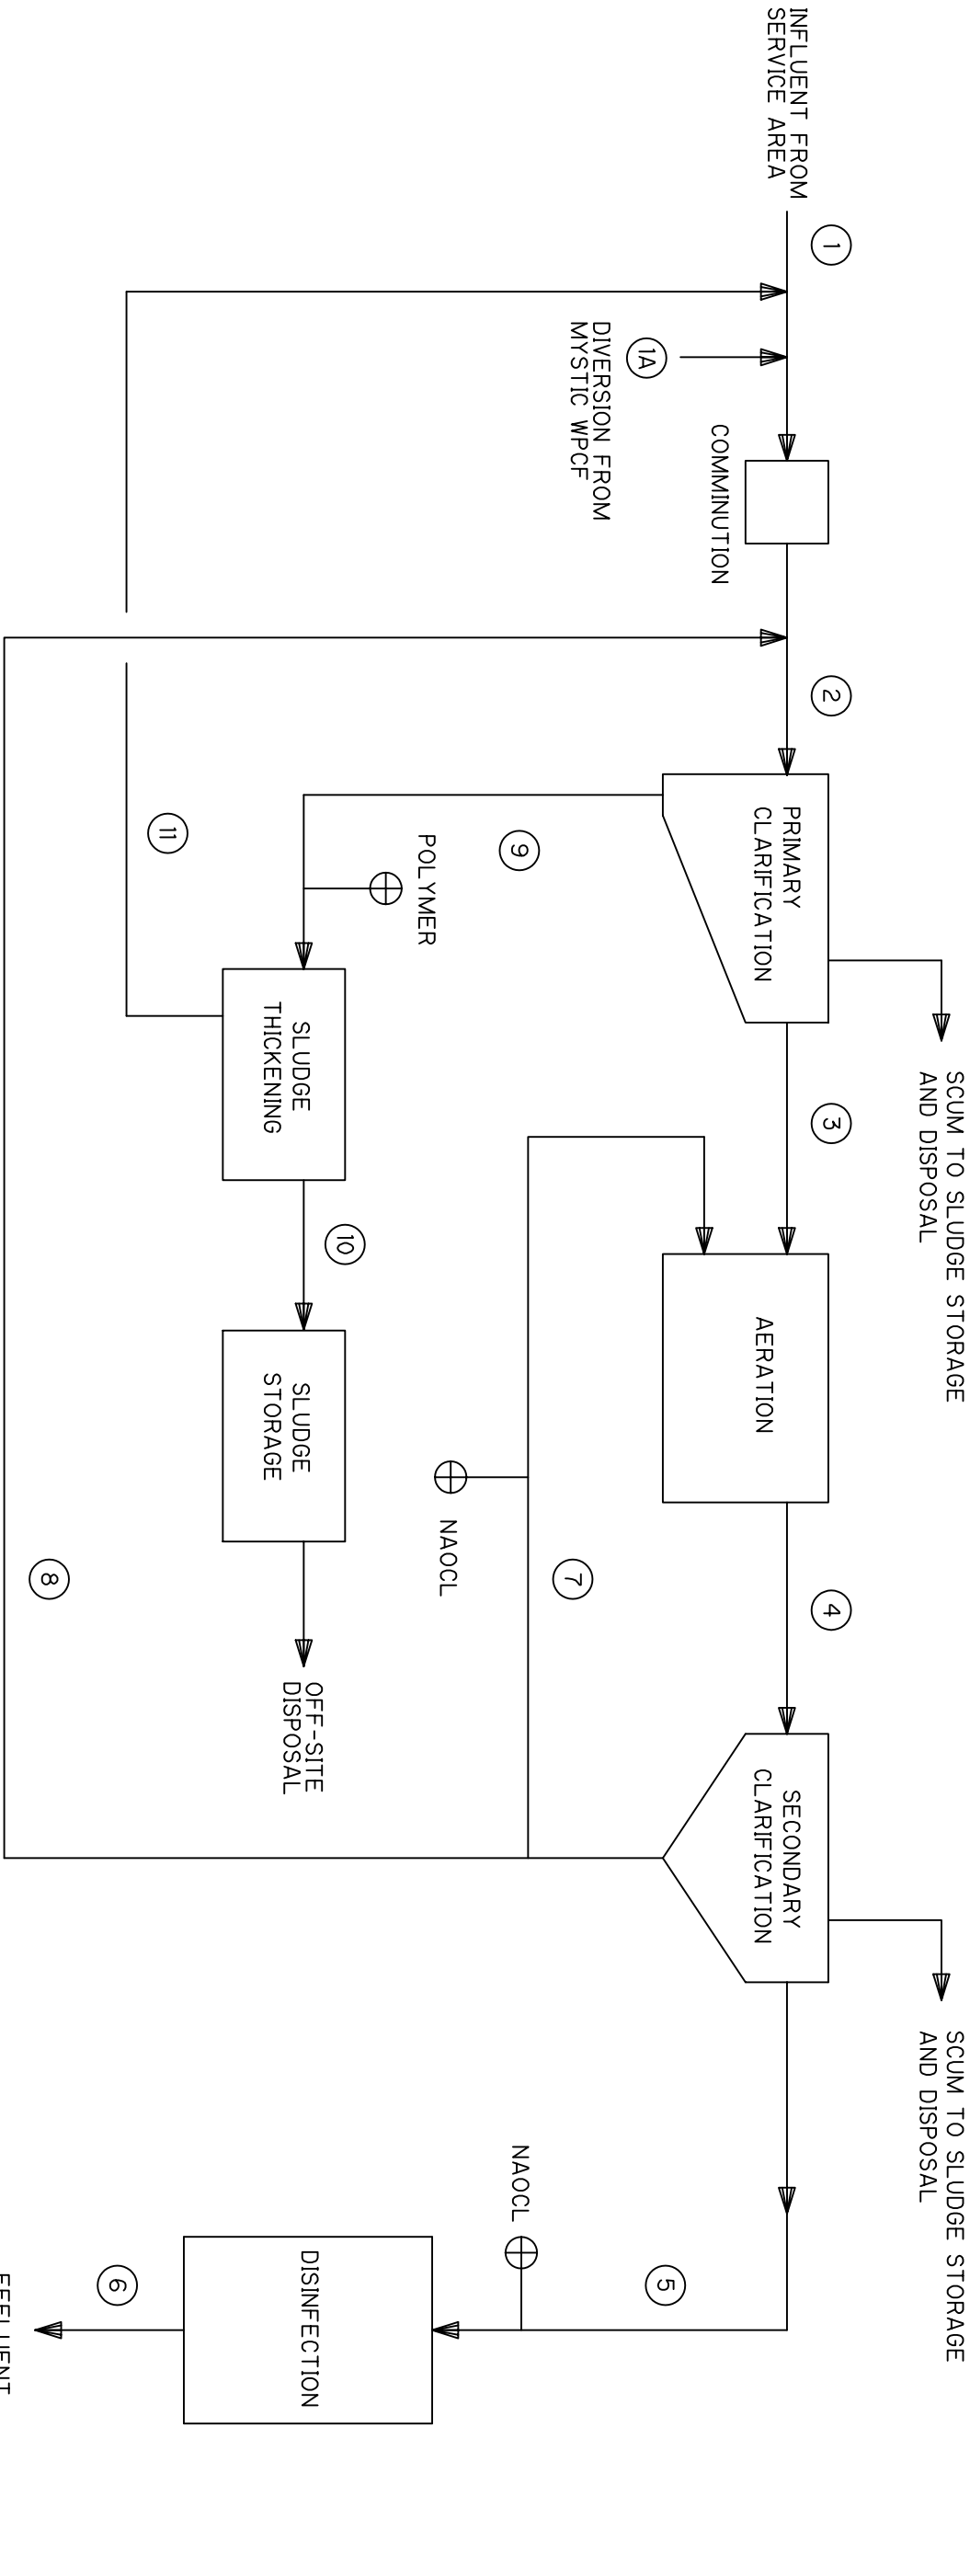 INFLUENT FROM
SERVICE AREA
1
1A
DIVERSION FROM
MYSTIC WPCF
COMMINUTION
2
PRIMARY
CLARIFICATION
SCUM TO SLUDGE STORAGE
AND DISPOSAL
3
AERATION
4
SECONDARY
CLARIFICATION
SCUM TO SLUDGE STORAGE
AND DISPOSAL
5
NAOCL
DISINFECTION
6
EFFLUENT
7
NAOCL
8
9
POLYMER
SLUDGE
THICKENING
10
SLUDGE
STORAGE
OFF-SITE
DISPOSAL
11